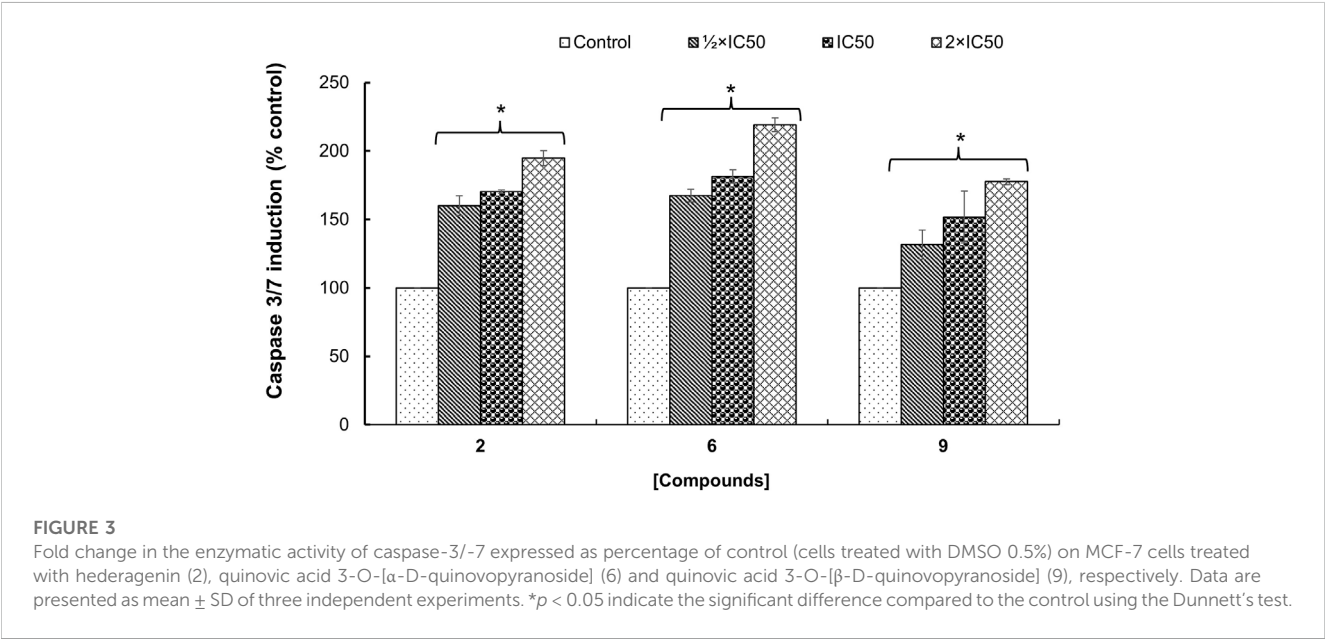 Control ½×IC50 IC50 2×IC50
Caspase 3/7 induction (% control)
250
200
150
100
50
0
* * *
2 6 9
[Compounds]
FIGURE 3
Fold change in the enzymatic activity of caspase-3/-7 expressed as percentage of control (cells treated with DMSO 0.5%) on MCF-7 cells treated
with hederagenin (2), quinovic acid 3-O-[α-D-quinovopyranoside] (6) and quinovic acid 3-O-[β-D-quinovopyranoside] (9), respectively. Data are
presented as mean ± SD of three independent experiments. *p < 0.05 indicate the significant difference compared to the control using the Dunnett's test.